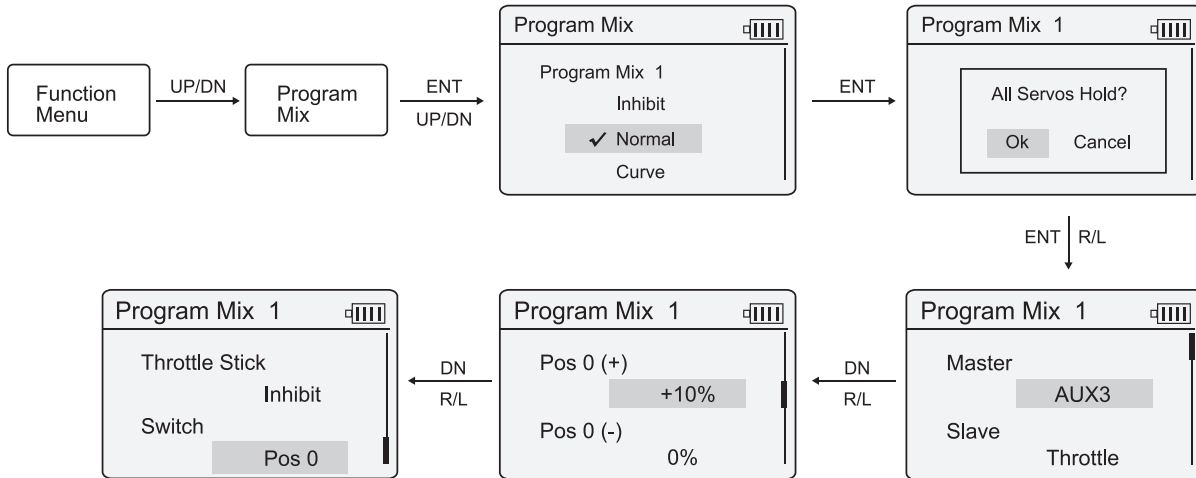 Function
Menu
UP/DN
Program
Mix
ENT
UP/DN
Program Mix
Program Mix 1
Inhibit
✓ Normal
Curve
ENT
Program Mix 1
All Servos Hold?
Ok Cancel
ENT R/L
Program Mix 1
Master
AUX3
Slave
Throttle
DN
R/L
Program Mix 1
Pos 0 (+)
+10%
Pos 0 (-)
0%
DN
R/L
Program Mix 1
Throttle Stick
Inhibit
Switch
Pos 0